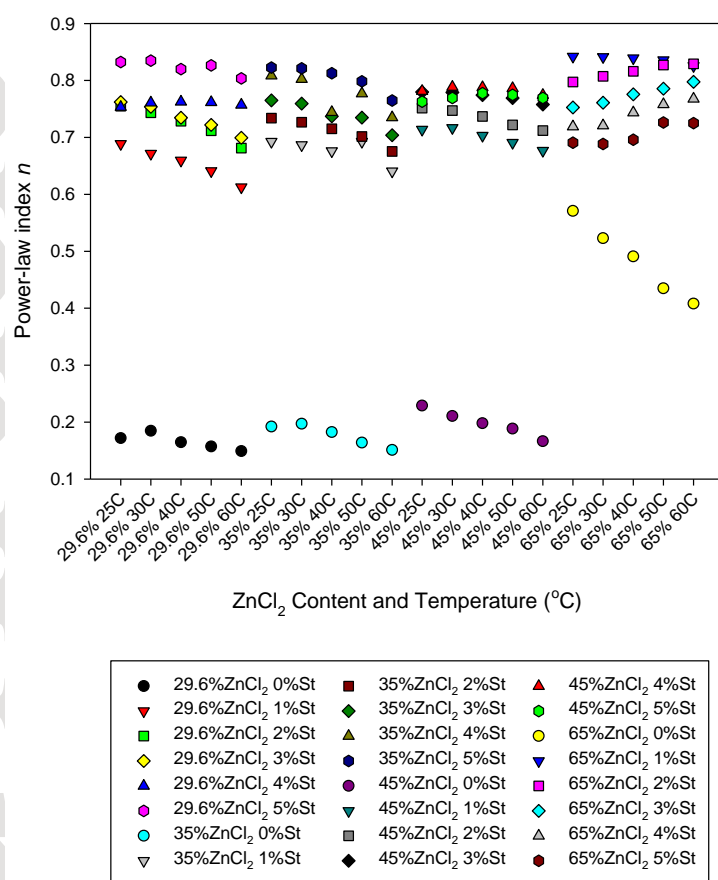 0.9
0.8
0.7
0.6
0.5
0.4
0.3
0.2
0.1
Power-law index n
29.6% 25C
29.6% 30C
29.6% 40C
29.6% 50C
29.6% 60C
35% 25C
35% 30C
35% 40C
35% 50C
35% 60C
45% 25C
45% 30C
45% 40C
45% 50C
45% 60C
65% 25C
65% 30C
65% 40C
65% 50C
65% 60C
ZnCl2 Content and Temperature (oC)
29.6%ZnCl2 0%St
29.6%ZnCl2 1%St
29.6%ZnCl2 2%St
29.6%ZnCl2 3%St
29.6%ZnCl2 4%St
29.6%ZnCl2 5%St
35%ZnCl2 0%St
35%ZnCl2 1%St
35%ZnCl2 2%St
35%ZnCl2 3%St
35%ZnCl2 4%St
35%ZnCl2 5%St
45%ZnCl2 0%St
45%ZnCl2 1%St
45%ZnCl2 2%St
45%ZnCl2 3%St
45%ZnCl2 4%St
45%ZnCl2 5%St
65%ZnCl2 0%St
65%ZnCl2 1%St
65%ZnCl2 2%St
65%ZnCl2 3%St
65%ZnCl2 4%St
65%ZnCl2 5%St